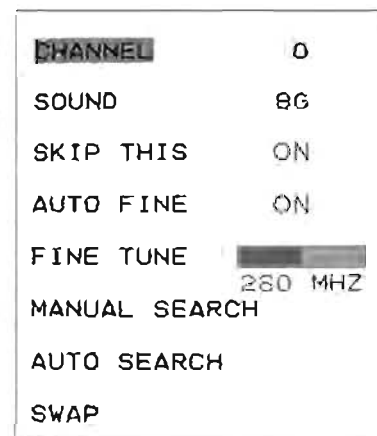 CHANNEL 0
SOUND BG
SKIP THIS ON
AUTO FINE ON
FINE TUNE
280 MHZ
MANUAL SEARCH
AUTO SEARCH
SWAP